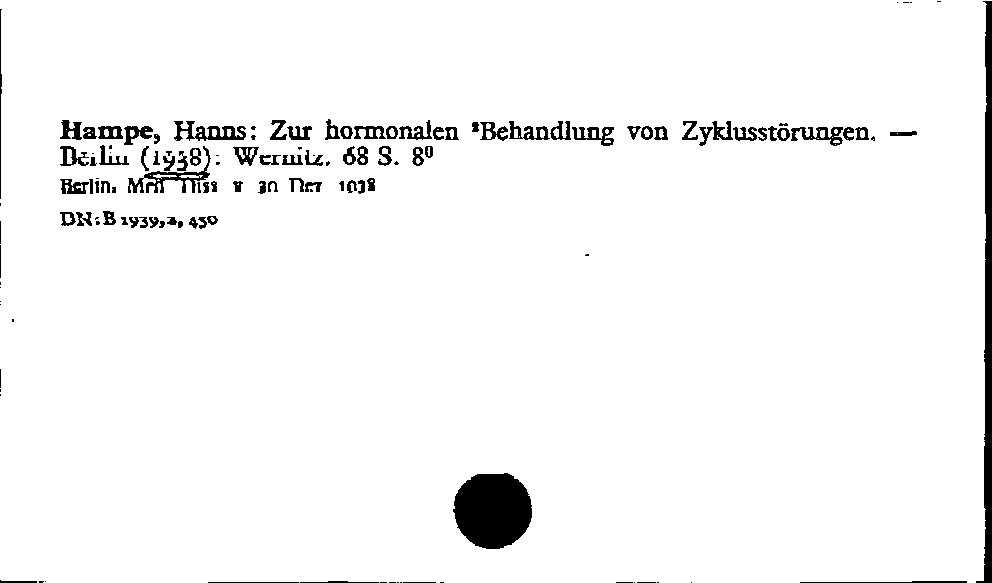 Hampe, Hanns: Zur hormonalen ²Behandlung von Zyklusstörungen. —
Berlin (1938): Wernitz. 68 S. 8⁰
Berlin, Med. Diss. v. 30. Dez. 1938
DN: B 1939, 2, 450